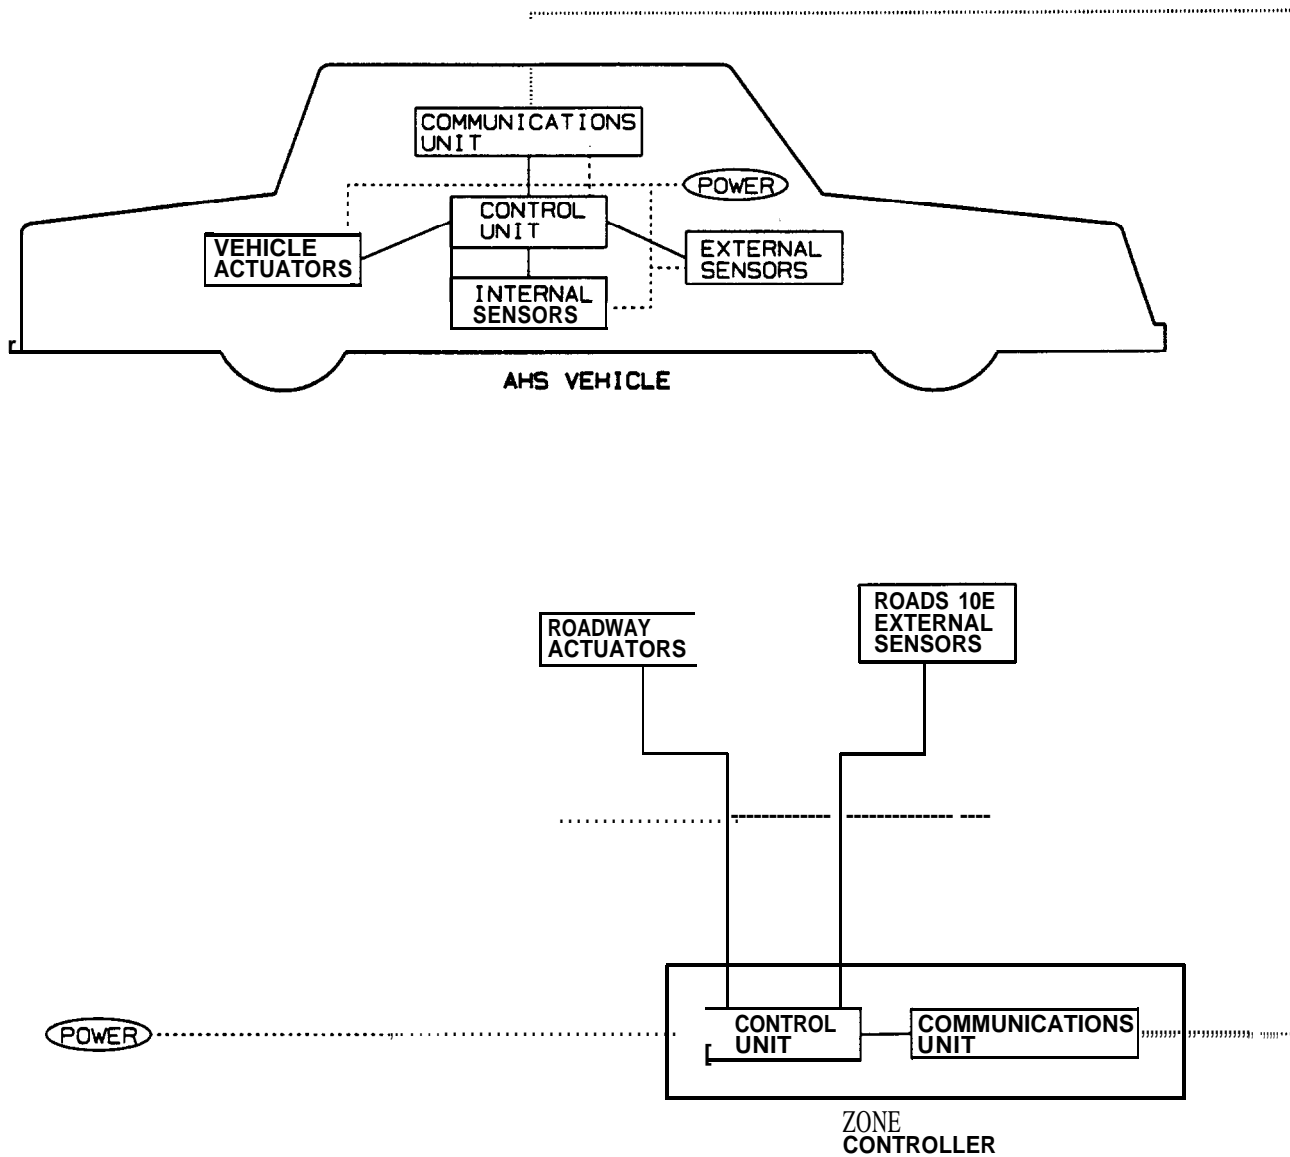 COMMUNICATIONS
UNIT
POWER
CONTROL
UNIT
VEHICLE
ACTUATORS
EXTERNAL
SENSORS
INTERNAL
SENSORS
AHS VEHICLE
ROADWAY
ACTUATORS
ROADS 10E
EXTERNAL
SENSORS
POWER
CONTROL
UNIT
COMMUNICATIONS
UNIT
ZONE
CONTROLLER